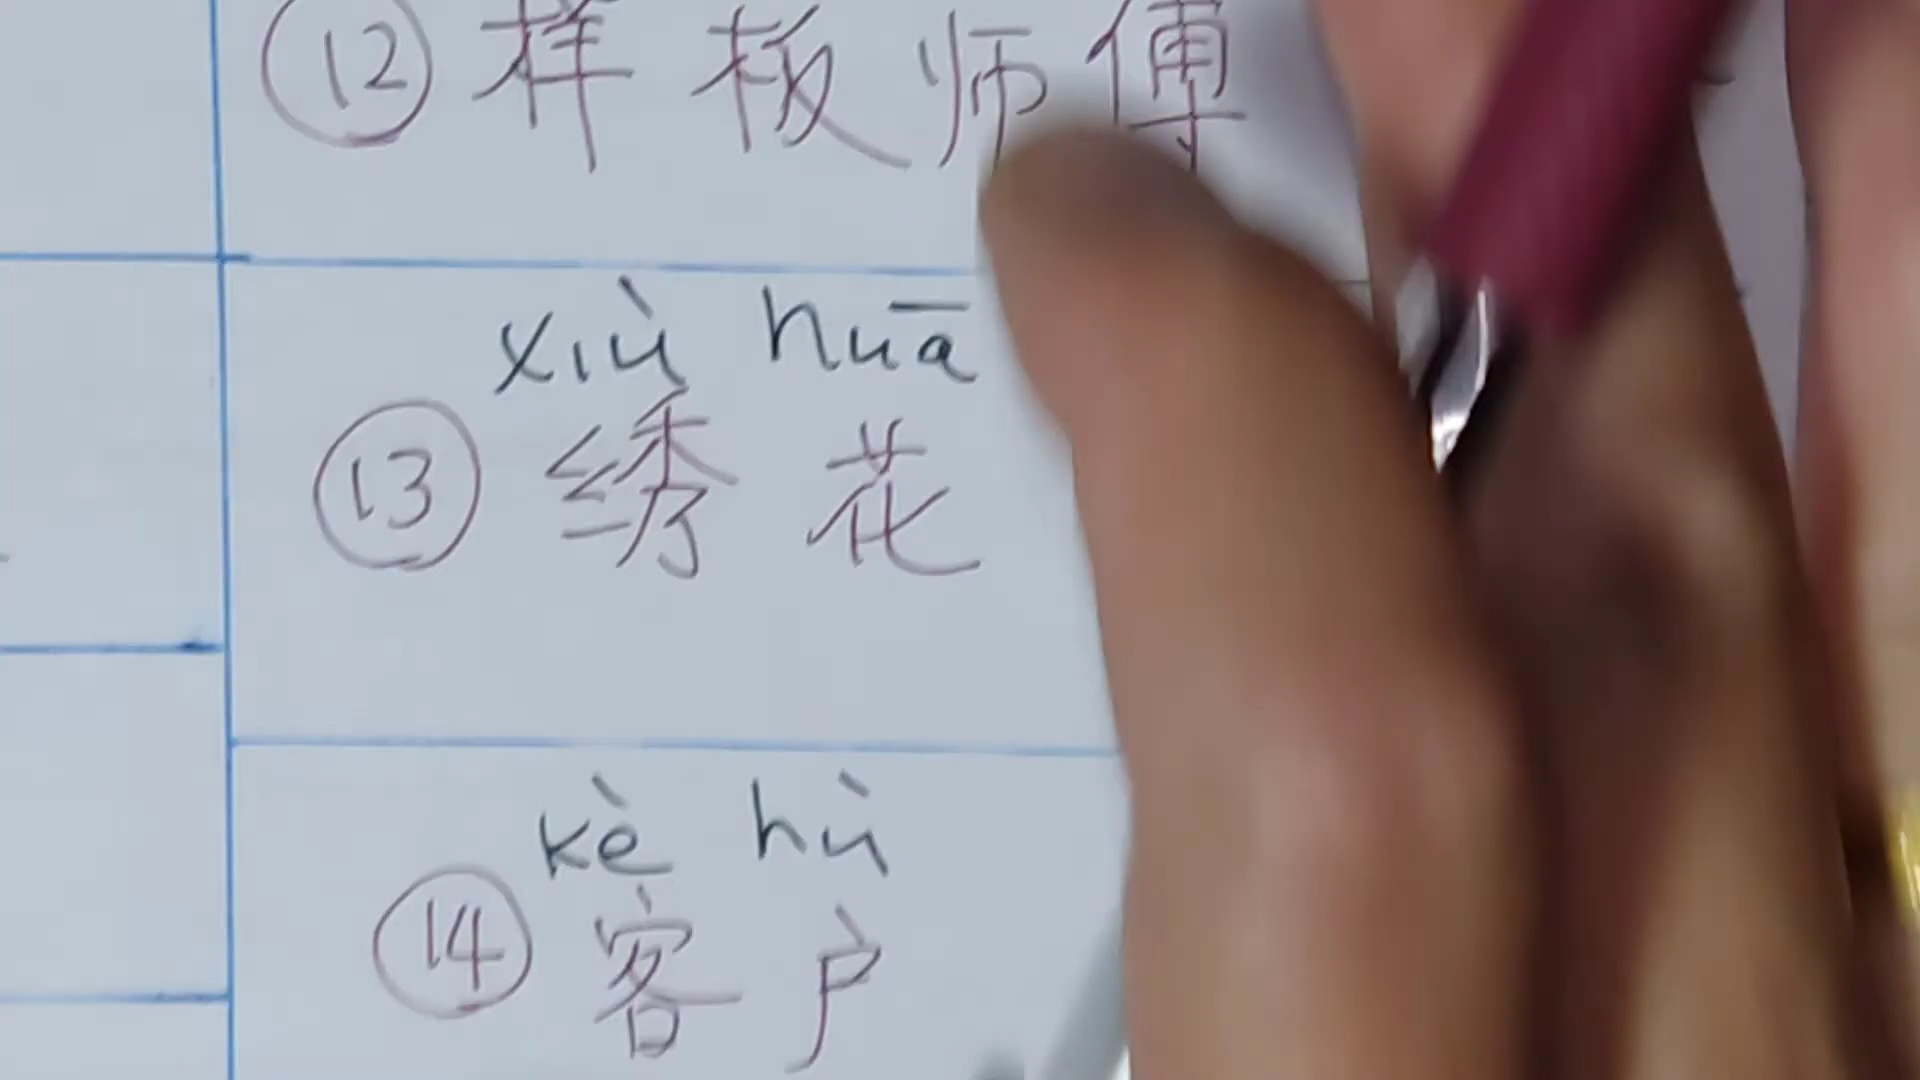 ⑫ 样板师傅
xiù huā
⑬ 绣花
kè hù
⑭ 客户